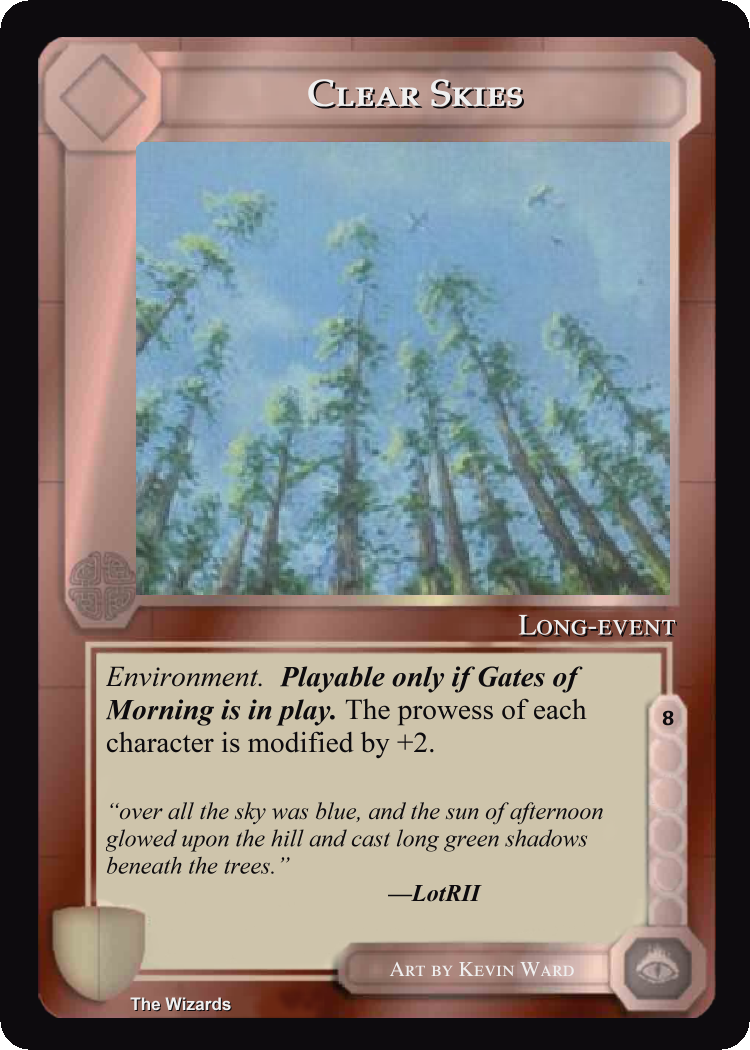 Clear Skies
Long-event
Environment. Playable only if Gates of
Morning is in play. The prowess of each
character is modified by +2.
8
“over all the sky was blue, and the sun of afternoon
glowed upon the hill and cast long green shadows
beneath the trees.”
—LotRII
Art by Kevin Ward
The Wizards